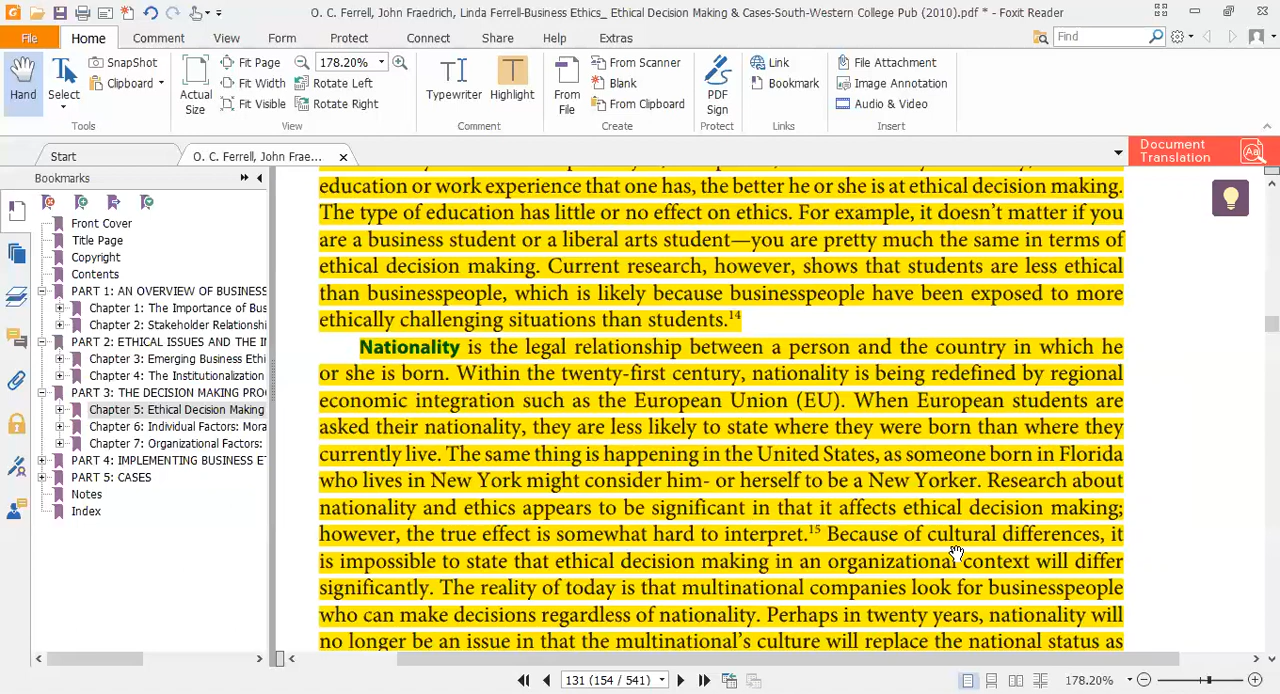 O. C. Ferrell, John Fraedrich, Linda Ferrell-Business Ethics_ Ethical Decision Making & Cases-South-Western College Pub (2010).pdf * - Foxit Reader
File Home Comment View Form Protect Connect Share Help Extras
Find
Hand
Select
SnapShot
Clipboard
Tools
Actual
Size
Fit Page
Fit Width
Fit Visible
178.20%
Rotate Left
Rotate Right
View
Typewriter
Highlight
Comment
From
File
From Scanner
Blank
From Clipboard
Create
PDF
Sign
Protect
Link
Bookmark
Links
File Attachment
Image Annotation
Audio & Video
Insert
Start
O. C. Ferrell, John Frae...
Document
Translation
Bookmarks
Front Cover
Title Page
Copyright
Contents
PART 1: AN OVERVIEW OF BUSINESS
Chapter 1: The Importance of Bus
Chapter 2: Stakeholder Relationshi
PART 2: ETHICAL ISSUES AND THE I
Chapter 3: Emerging Business Ethi
Chapter 4: The Institutionalization
PART 3: THE DECISION MAKING PRO
Chapter 5: Ethical Decision Making
Chapter 6: Individual Factors: Mora
Chapter 7: Organizational Factors:
PART 4: IMPLEMENTING BUSINESS ET
PART 5: CASES
Notes
Index
education or work experience that one has, the better he or she is at ethical decision making.
The type of education has little or no effect on ethics. For example, it doesn't matter if you
are a business student or a liberal arts student—you are pretty much the same in terms of
ethical decision making. Current research, however, shows that students are less ethical
than businesspeople, which is likely because businesspeople have been exposed to more
ethically challenging situations than students.14
Nationality is the legal relationship between a person and the country in which he
or she is born. Within the twenty-first century, nationality is being redefined by regional
economic integration such as the European Union (EU). When European students are
asked their nationality, they are less likely to state where they were born than where they
currently live. The same thing is happening in the United States, as someone born in Florida
who lives in New York might consider him- or herself to be a New Yorker. Research about
nationality and ethics appears to be significant in that it affects ethical decision making;
however, the true effect is somewhat hard to interpret.15 Because of cultural differences, it
is impossible to state that ethical decision making in an organizational context will differ
significantly. The reality of today is that multinational companies look for businesspeople
who can make decisions regardless of nationality. Perhaps in twenty years, nationality will
no longer be an issue in that the multinational's culture will replace the national status as
131 (154 / 541)
178.20%